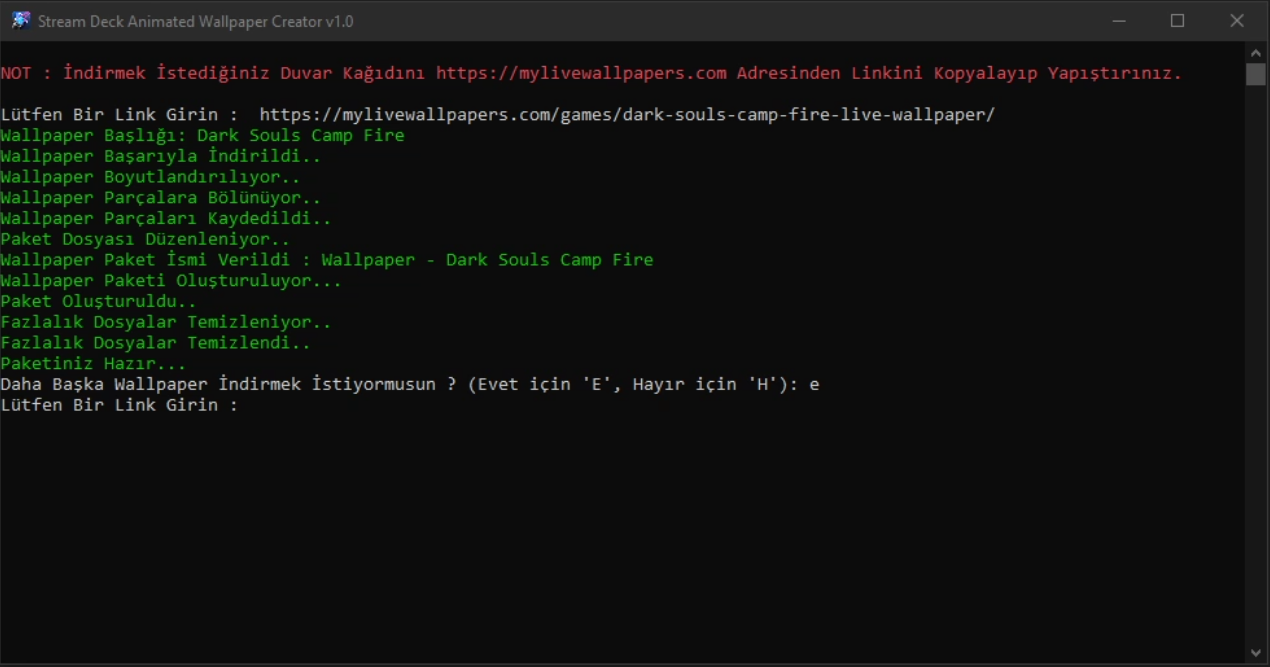 Stream Deck Animated Wallpaper Creator v1.0
NOT : İndirmek İstediğiniz Duvar Kağıdını https://mylivewallpapers.com Adresinden Linkini Kopyalayıp Yapıştırınız.
Lütfen Bir Link Girin :  https://mylivewallpapers.com/games/dark-souls-camp-fire-live-wallpaper/
Wallpaper Başlığı: Dark Souls Camp Fire
Wallpaper Başarıyla İndirildi..
Wallpaper Boyutlandırılıyor..
Wallpaper Parçalara Bölünüyor..
Wallpaper Parçaları Kaydedildi..
Paket Dosyası Düzenleniyor..
Wallpaper Paket İsmi Verildi : Wallpaper - Dark Souls Camp Fire
Wallpaper Paketi Oluşturuluyor...
Paket Oluşturuldu..
Fazlalık Dosyalar Temizleniyor..
Fazlalık Dosyalar Temizlendi..
Paketiniz Hazır...
Daha Başka Wallpaper İndirmek İstiyormusun ? (Evet için 'E', Hayır için 'H'): e
Lütfen Bir Link Girin :